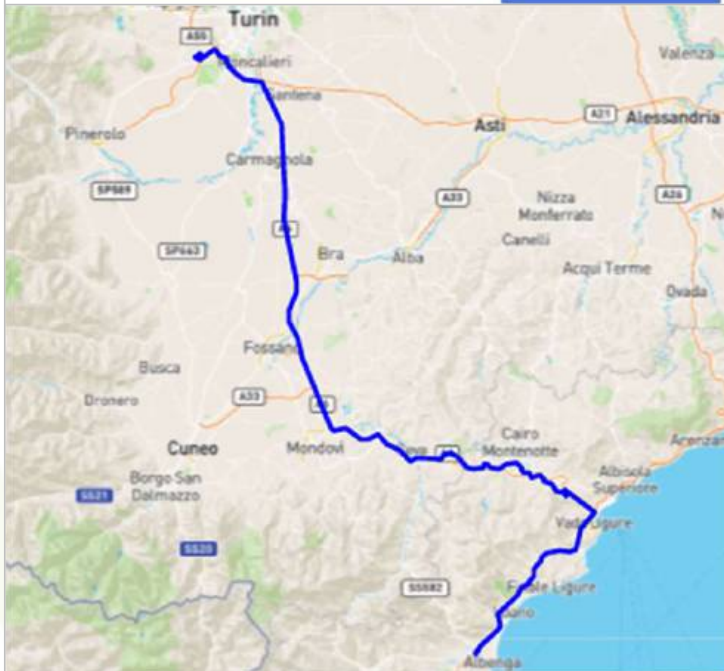 Turin
A55
Moncalieri
Valenza
Santena
Pinerolo
Asti
A21
Alessandria
Carmagnola
SP589
A33
A26
Nizza
Monferrato
SP663
Bra
Alba
Canelli
Acqui Terme
Ovada
Fossano
Busca
Dronero
A33
Cuneo
Mondovì
Cairo
Montenotte
Arenzan
Albisola
Superiore
Borgo San
Dalmazzo
SS21
Vado Ligure
SS20
SS582
Albenga